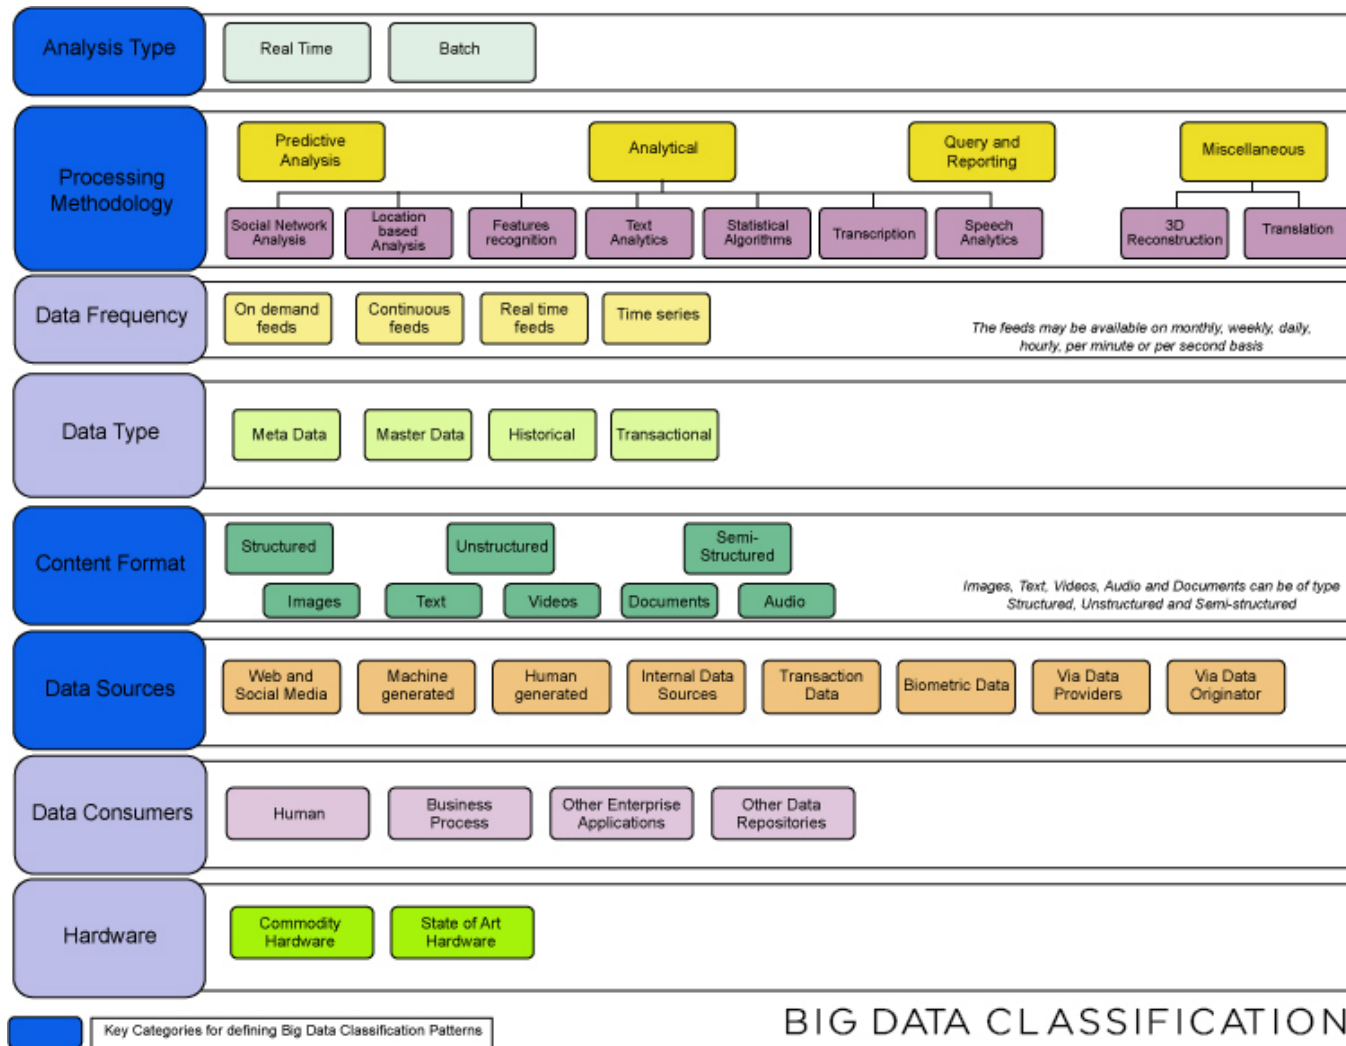 Analysis Type
Real Time
Batch
Processing
Methodology
Predictive
Analysis
Analytical
Query and
Reporting
Miscellaneous
Social Network
Analysis
Location
based
Analysis
Features
recognition
Text
Analytics
Statistical
Algorithms
Transcription
Speech
Analytics
3D
Reconstruction
Translation
Data Frequency
On demand
feeds
Continuous
feeds
Real time
feeds
Time series
The feeds may be available on monthly, weekly, daily,
hourly, per minute or per second basis
Data Type
Meta Data
Master Data
Historical
Transactional
Content Format
Structured
Unstructured
Semi-
Structured
Images
Text
Videos
Documents
Audio
Images, Text, Videos, Audio and Documents can be of type
Structured, Unstructured and Semi-structured
Data Sources
Web and
Social Media
Machine
generated
Human
generated
Internal Data
Sources
Transaction
Data
Biometric Data
Via Data
Providers
Via Data
Originator
Data Consumers
Human
Business
Process
Other Enterprise
Applications
Other Data
Repositories
Hardware
Commodity
Hardware
State of Art
Hardware
Key Categories for defining Big Data Classification Patterns
BIG DATA CLASSIFICATION